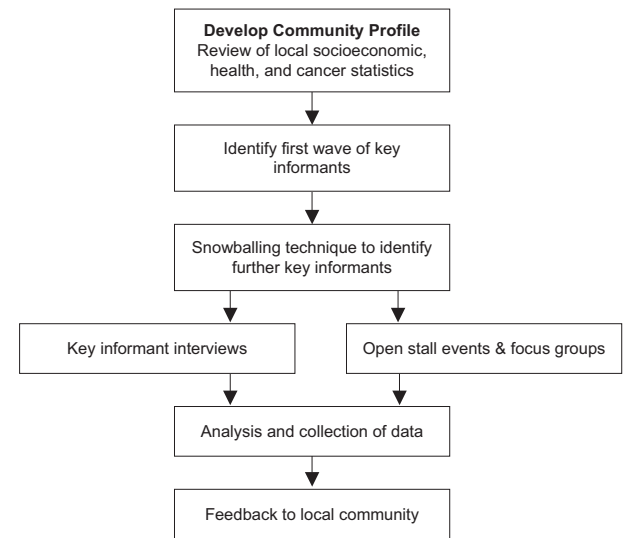 Develop Community Profile
Review of local socioeconomic,
health, and cancer statistics
Identify first wave of key
informants
Snowballing technique to identify
further key informants
Key informant interviews
Open stall events & focus groups
Analysis and collection of data
Feedback to local community